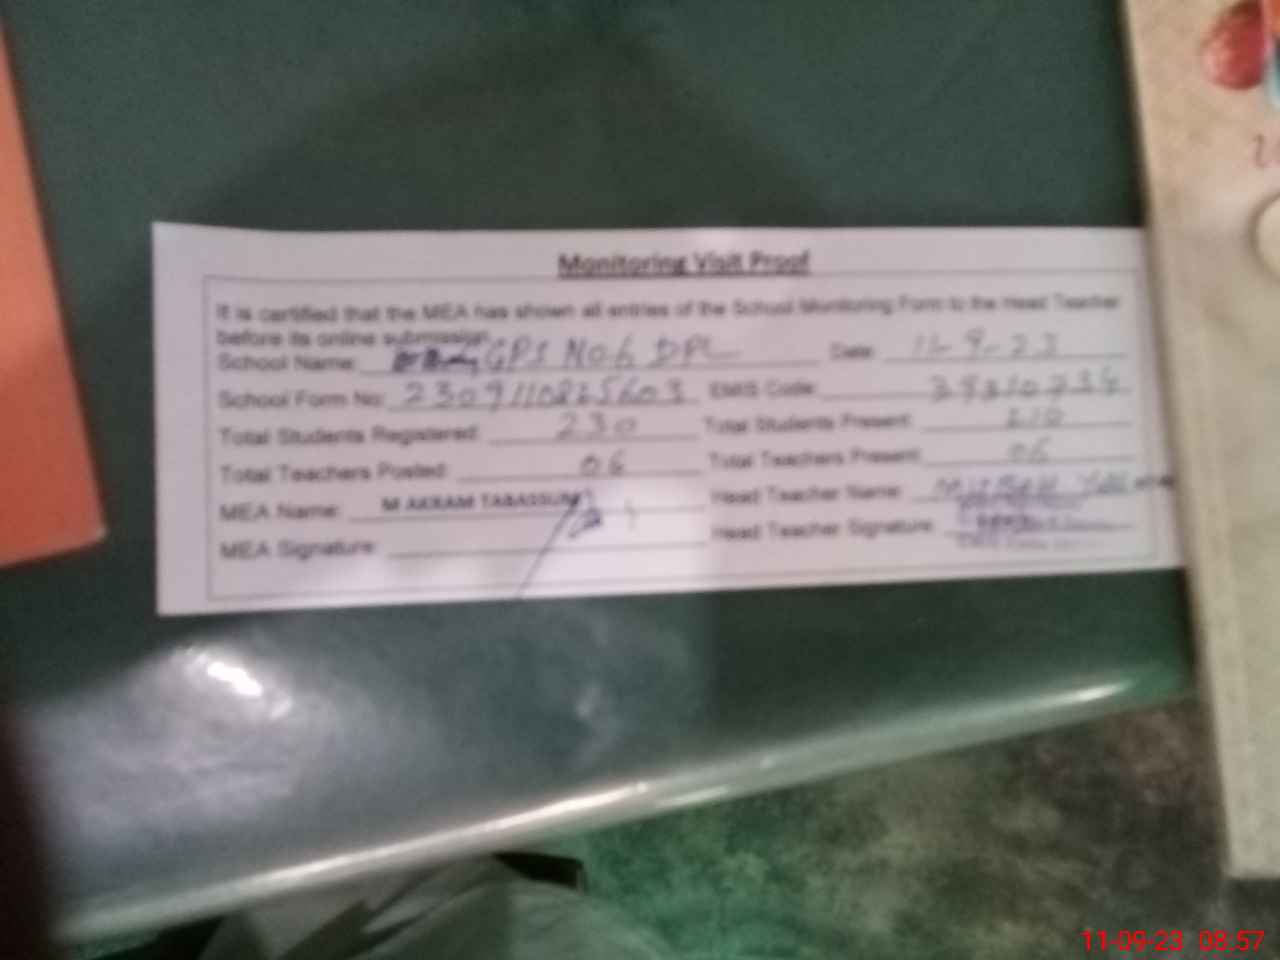 Monitoring Visit Proof
It is certified that the MEA has shown all entries of the School Monitoring Form to the Head Teacher
before its online submission.
School Name: GPS No 6 DPL Date: 11-9-23
School Form No: 2309110825603 EMIS Code:
Total Students Registered: 230 Total Students Present: 210
Total Teachers Posted: 06 Total Teachers Present: 06
MEA Name: M AKRAM TABASSUM Head Teacher Name:
MEA Signature: Head Teacher Signature:
11-09-23 08:57